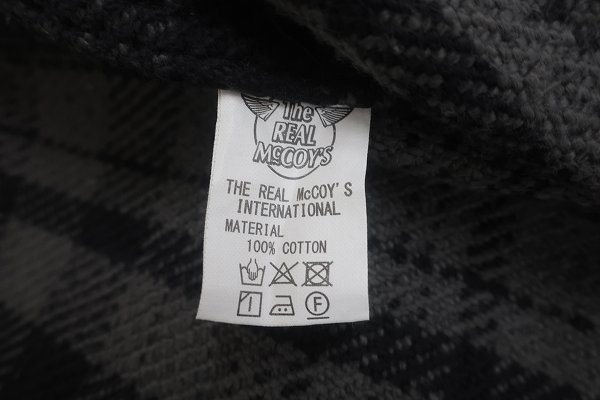 The
REAL
McCOY'S
THE REAL McCOY'S
INTERNATIONAL
MATERIAL
100% COTTON
F